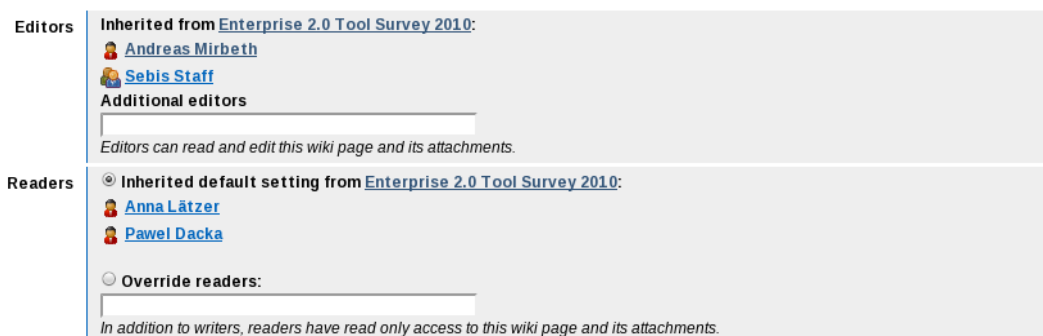 Editors
Inherited from Enterprise 2.0 Tool Survey 2010:
Andreas Mirbeth
Sebis Staff
Additional editors
Editors can read and edit this wiki page and its attachments.
Readers
Inherited default setting from Enterprise 2.0 Tool Survey 2010:
Anna Lätzer
Pawel Dacka
Override readers:
In addition to writers, readers have read only access to this wiki page and its attachments.